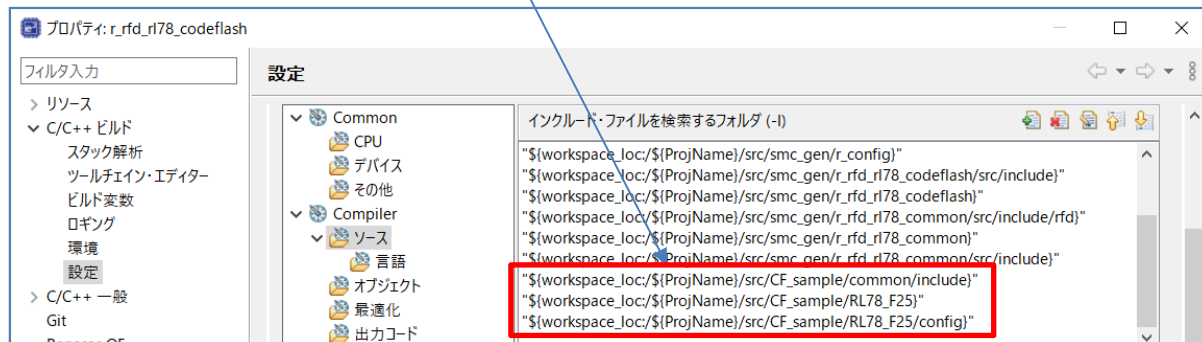 プロパティ: r_rfd_rl78_codeflash
フィルタ入力
設定
> リソース
C/C++ ビルド
スタック解析
ツールチェイン・エディター
ビルド変数
ロギング
環境
設定
> C/C++ 一般
Git
Common
CPU
デバイス
その他
Compiler
ソース
言語
オブジェクト
最適化
出力コード
インクルード・ファイルを検索するフォルダ (-I)
"${workspace_loc:/${ProjName}/src/smc_gen/r_config}"
"${workspace_loc:/${ProjName}/src/smc_gen/r_rfd_rl78_codeflash/src/include}"
"${workspace_loc:/${ProjName}/src/smc_gen/r_rfd_rl78_codeflash}"
"${workspace_loc:/${ProjName}/src/smc_gen/r_rfd_rl78_common/src/include/rfd}"
"${workspace_loc:/${ProjName}/src/smc_gen/r_rfd_rl78_common}"
"${workspace_loc:/${ProjName}/src/smc_gen/r_rfd_rl78_common/src/include}"
"${workspace_loc:/${ProjName}/src/CF_sample/common/include}"
"${workspace_loc:/${ProjName}/src/CF_sample/RL78_F25}"
"${workspace_loc:/${ProjName}/src/CF_sample/RL78_F25/config}"